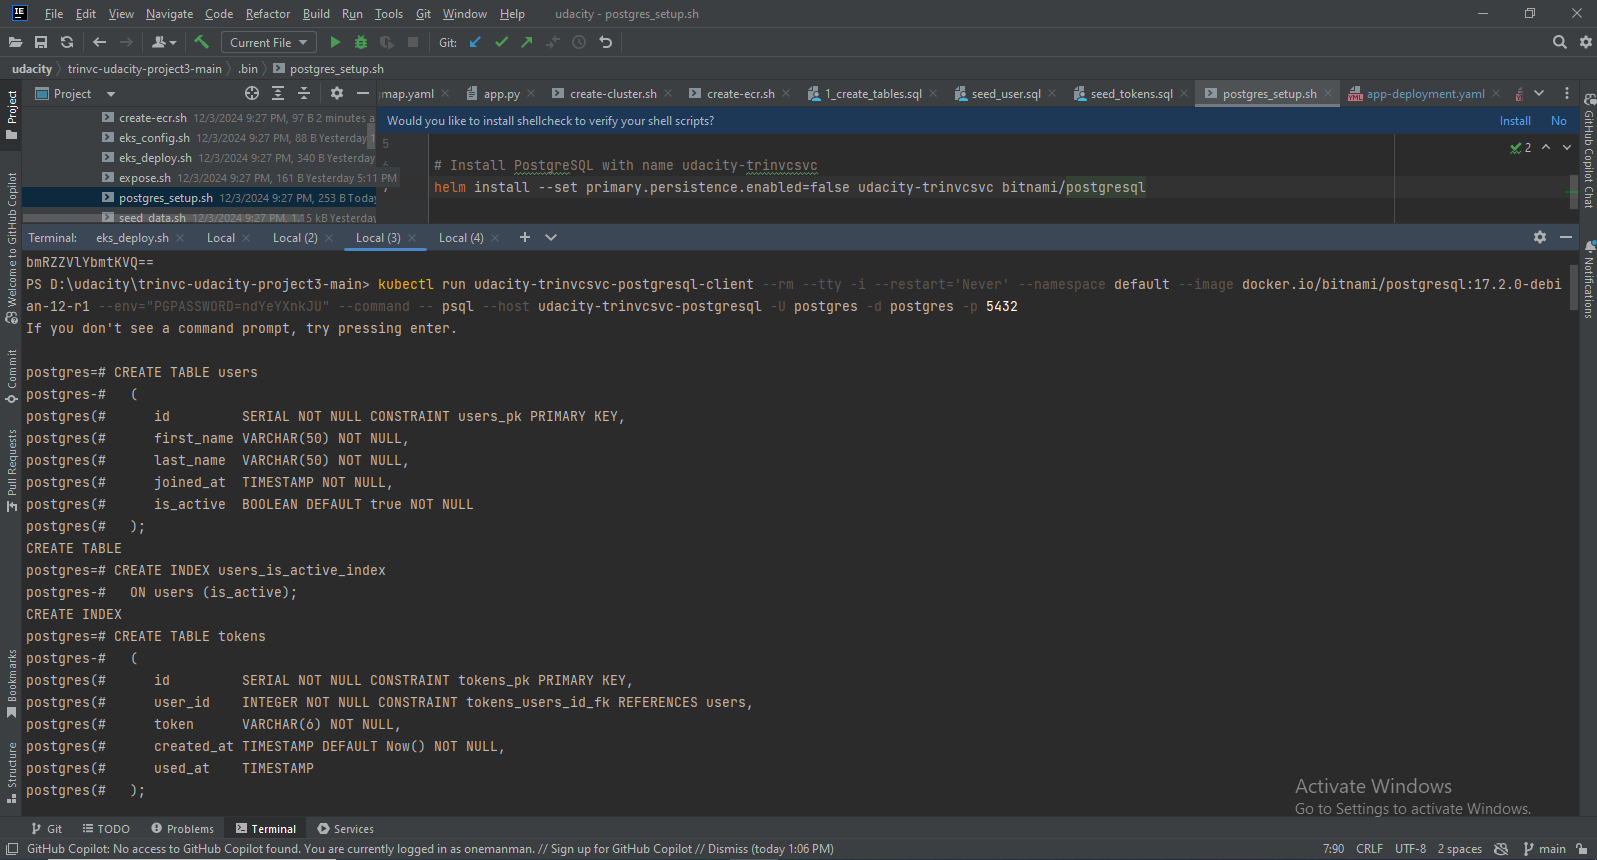 File Edit View Navigate Code Refactor Build Run Tools Git Window Help udacity - postgres_setup.sh
Current File Git:
udacity trinvc-udacity-project3-main .bin postgres_setup.sh
Project
map.yaml app.py create-cluster.sh create-ecr.sh 1_create_tables.sql seed_user.sql seed_tokens.sql postgres_setup.sh app-deployment.yaml
create-ecr.sh 12/3/2024 9:27 PM, 97 B 2 minutes a
eks_config.sh 12/3/2024 9:27 PM, 88 B Yesterday 1
eks_deploy.sh 12/3/2024 9:27 PM, 340 B Yesterday
expose.sh 12/3/2024 9:27 PM, 161 B Yesterday 5:11 PM
postgres_setup.sh 12/3/2024 9:27 PM, 253 B Today
seed_data.sh 12/3/2024 9:27 PM, 1.15 kB Yesterday
Would you like to install shellcheck to verify your shell scripts? Install No
5
2
# Install PostgreSQL with name udacity-trinvcsvc
helm install --set primary.persistence.enabled=false udacity-trinvcsvc bitnami/postgresql
Terminal: eks_deploy.sh Local Local (2) Local (3) Local (4)
bmRZZVlYbmtKVQ==
PS D:\udacity\trinvc-udacity-project3-main> kubectl run udacity-trinvcsvc-postgresql-client --rm --tty -i --restart='Never' --namespace default --image docker.io/bitnami/postgresql:17.2.0-debi
an-12-r1 --env="PGPASSWORD=ndYeYXnkJU" --command -- psql --host udacity-trinvcsvc-postgresql -U postgres -d postgres -p 5432
If you don't see a command prompt, try pressing enter.
postgres=# CREATE TABLE users
postgres-# (
postgres(# id SERIAL NOT NULL CONSTRAINT users_pk PRIMARY KEY,
postgres(# first_name VARCHAR(50) NOT NULL,
postgres(# last_name VARCHAR(50) NOT NULL,
postgres(# joined_at TIMESTAMP NOT NULL,
postgres(# is_active BOOLEAN DEFAULT true NOT NULL
postgres(# );
CREATE TABLE
postgres=# CREATE INDEX users_is_active_index
postgres-# ON users (is_active);
CREATE INDEX
postgres=# CREATE TABLE tokens
postgres-# (
postgres(# id SERIAL NOT NULL CONSTRAINT tokens_pk PRIMARY KEY,
postgres(# user_id INTEGER NOT NULL CONSTRAINT tokens_users_id_fk REFERENCES users,
postgres(# token VARCHAR(6) NOT NULL,
postgres(# created_at TIMESTAMP DEFAULT Now() NOT NULL,
postgres(# used_at TIMESTAMP
postgres(# );
Activate Windows
Go to Settings to activate Windows.
Project
Welcome to GitHub Copilot
Commit
Pull Requests
Bookmarks
Structure
GitHub Copilot Chat
Notifications
Git TODO Problems Terminal Services
GitHub Copilot: No access to GitHub Copilot found. You are currently logged in as onemanman. // Sign up for GitHub Copilot // Dismiss (today 1:06 PM) 7:90 CRLF UTF-8 2 spaces main